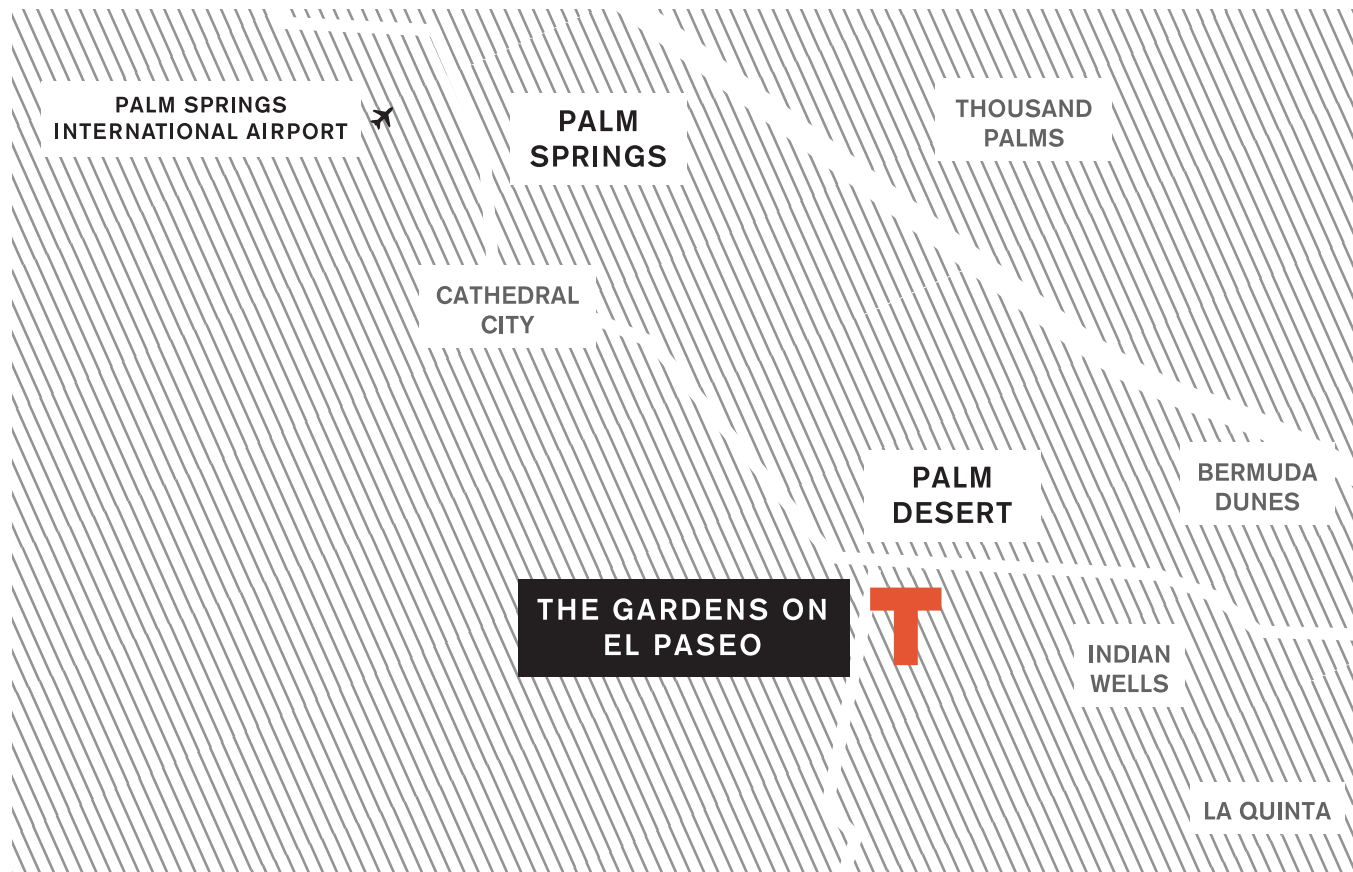 PALM SPRINGS
INTERNATIONAL AIRPORT
PALM
SPRINGS
THOUSAND
PALMS
CATHEDRAL
CITY
PALM
DESERT
BERMUDA
DUNES
THE GARDENS ON
EL PASEO
T
INDIAN
WELLS
LA QUINTA